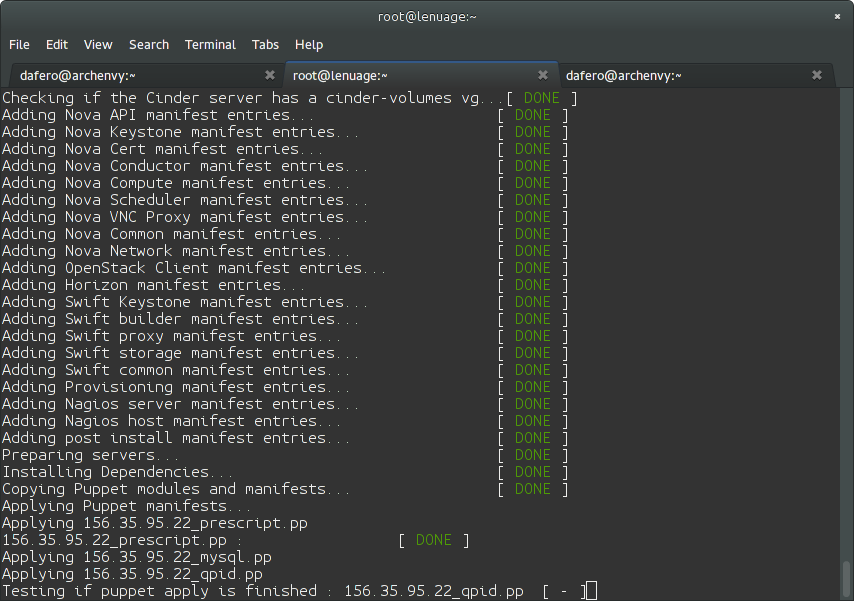 root@lenuage:~
File Edit View Search Terminal Tabs Help
dafero@archenvy:~ root@lenuage:~ dafero@archenvy:~
Checking if the Cinder server has a cinder-volumes vg...[ DONE ]
Adding Nova API manifest entries... [ DONE ]
Adding Nova Keystone manifest entries... [ DONE ]
Adding Nova Cert manifest entries... [ DONE ]
Adding Nova Conductor manifest entries... [ DONE ]
Adding Nova Compute manifest entries... [ DONE ]
Adding Nova Scheduler manifest entries... [ DONE ]
Adding Nova VNC Proxy manifest entries... [ DONE ]
Adding Nova Common manifest entries... [ DONE ]
Adding Nova Network manifest entries... [ DONE ]
Adding OpenStack Client manifest entries... [ DONE ]
Adding Horizon manifest entries... [ DONE ]
Adding Swift Keystone manifest entries... [ DONE ]
Adding Swift builder manifest entries... [ DONE ]
Adding Swift proxy manifest entries... [ DONE ]
Adding Swift storage manifest entries... [ DONE ]
Adding Swift common manifest entries... [ DONE ]
Adding Provisioning manifest entries... [ DONE ]
Adding Nagios server manifest entries... [ DONE ]
Adding Nagios host manifest entries... [ DONE ]
Adding post install manifest entries... [ DONE ]
Preparing servers... [ DONE ]
Installing Dependencies... [ DONE ]
Copying Puppet modules and manifests... [ DONE ]
Applying Puppet manifests...
Applying 156.35.95.22_prescript.pp
156.35.95.22_prescript.pp : [ DONE ]
Applying 156.35.95.22_mysql.pp
Applying 156.35.95.22_qpid.pp
Testing if puppet apply is finished : 156.35.95.22_qpid.pp [ - ]